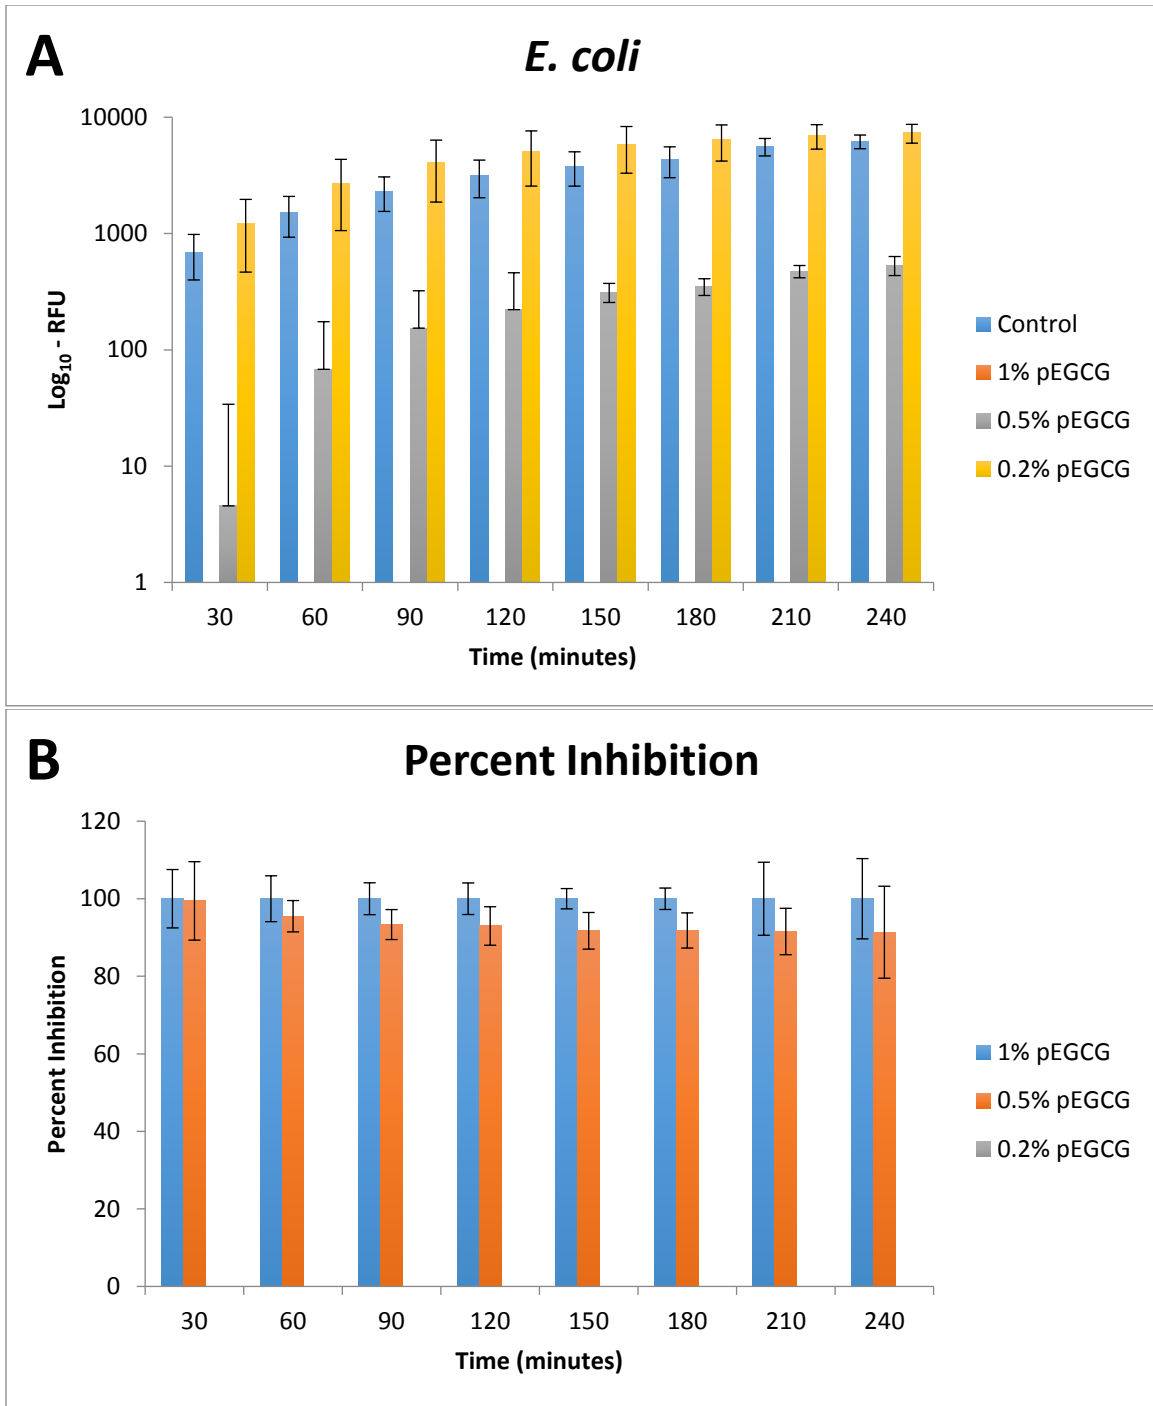 A
E. coli
10000
1000
100
10
1
Log₁₀ - RFU
30 60 90 120 150 180 210 240
Time (minutes)
Control
1% pEGCG
0.5% pEGCG
0.2% pEGCG
B
Percent Inhibition
120
100
80
60
40
20
0
Percent Inhibition
30 60 90 120 150 180 210 240
Time (minutes)
1% pEGCG
0.5% pEGCG
0.2% pEGCG